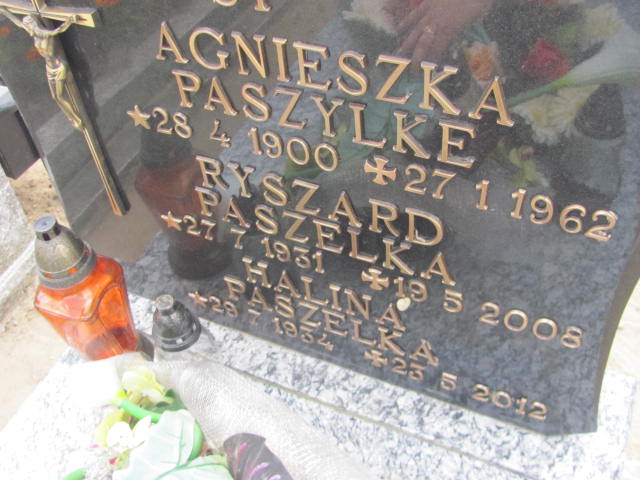 AGNIESZKA
PASZYLKE
*28 4 1900 ✠27 1 1962
RYSZARD
PASZELKA
*27 7 1931 ✠19 5 2008
HALINA
PASZELKA
*29 7 1934 ✠23 5 2012